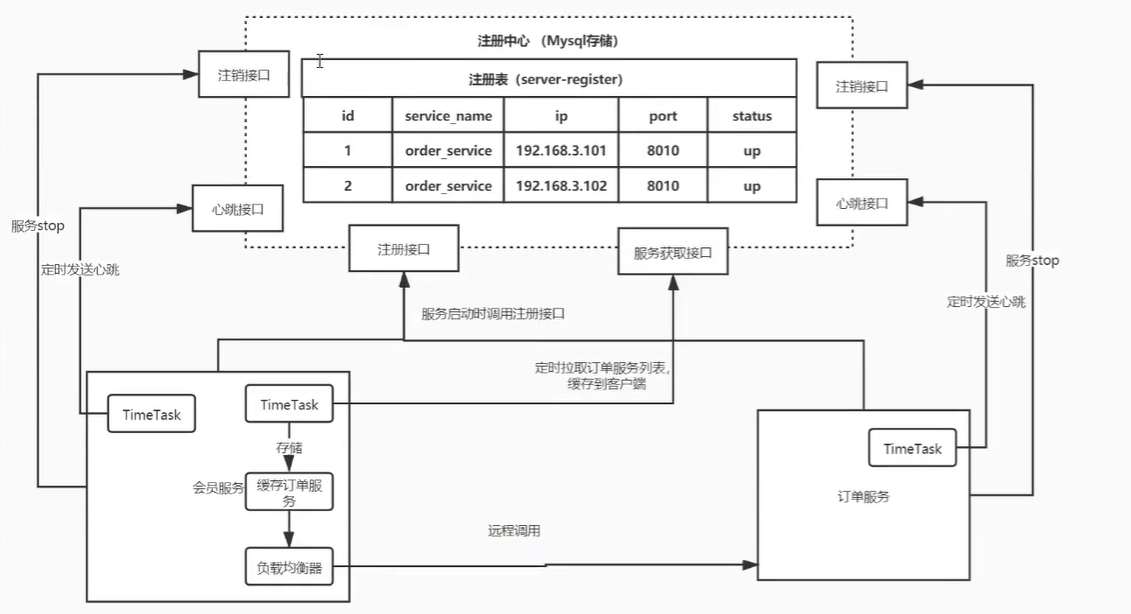 注册中心 (Mysql存储)
注销接口
注册表 (server-register)
注销接口
id service_name ip port status
1 order_service 192.168.3.101 8010 up
2 order_service 192.168.3.102 8010 up
心跳接口
心跳接口
服务stop
注册接口
服务获取接口
定时发送心跳
服务stop
定时发送心跳
服务启动时调用注册接口
定时拉取订单服务列表,
缓存到客户端
TimeTask
TimeTask
存储
TimeTask
会员服务
缓存订单服
务
订单服务
远程调用
负载均衡器